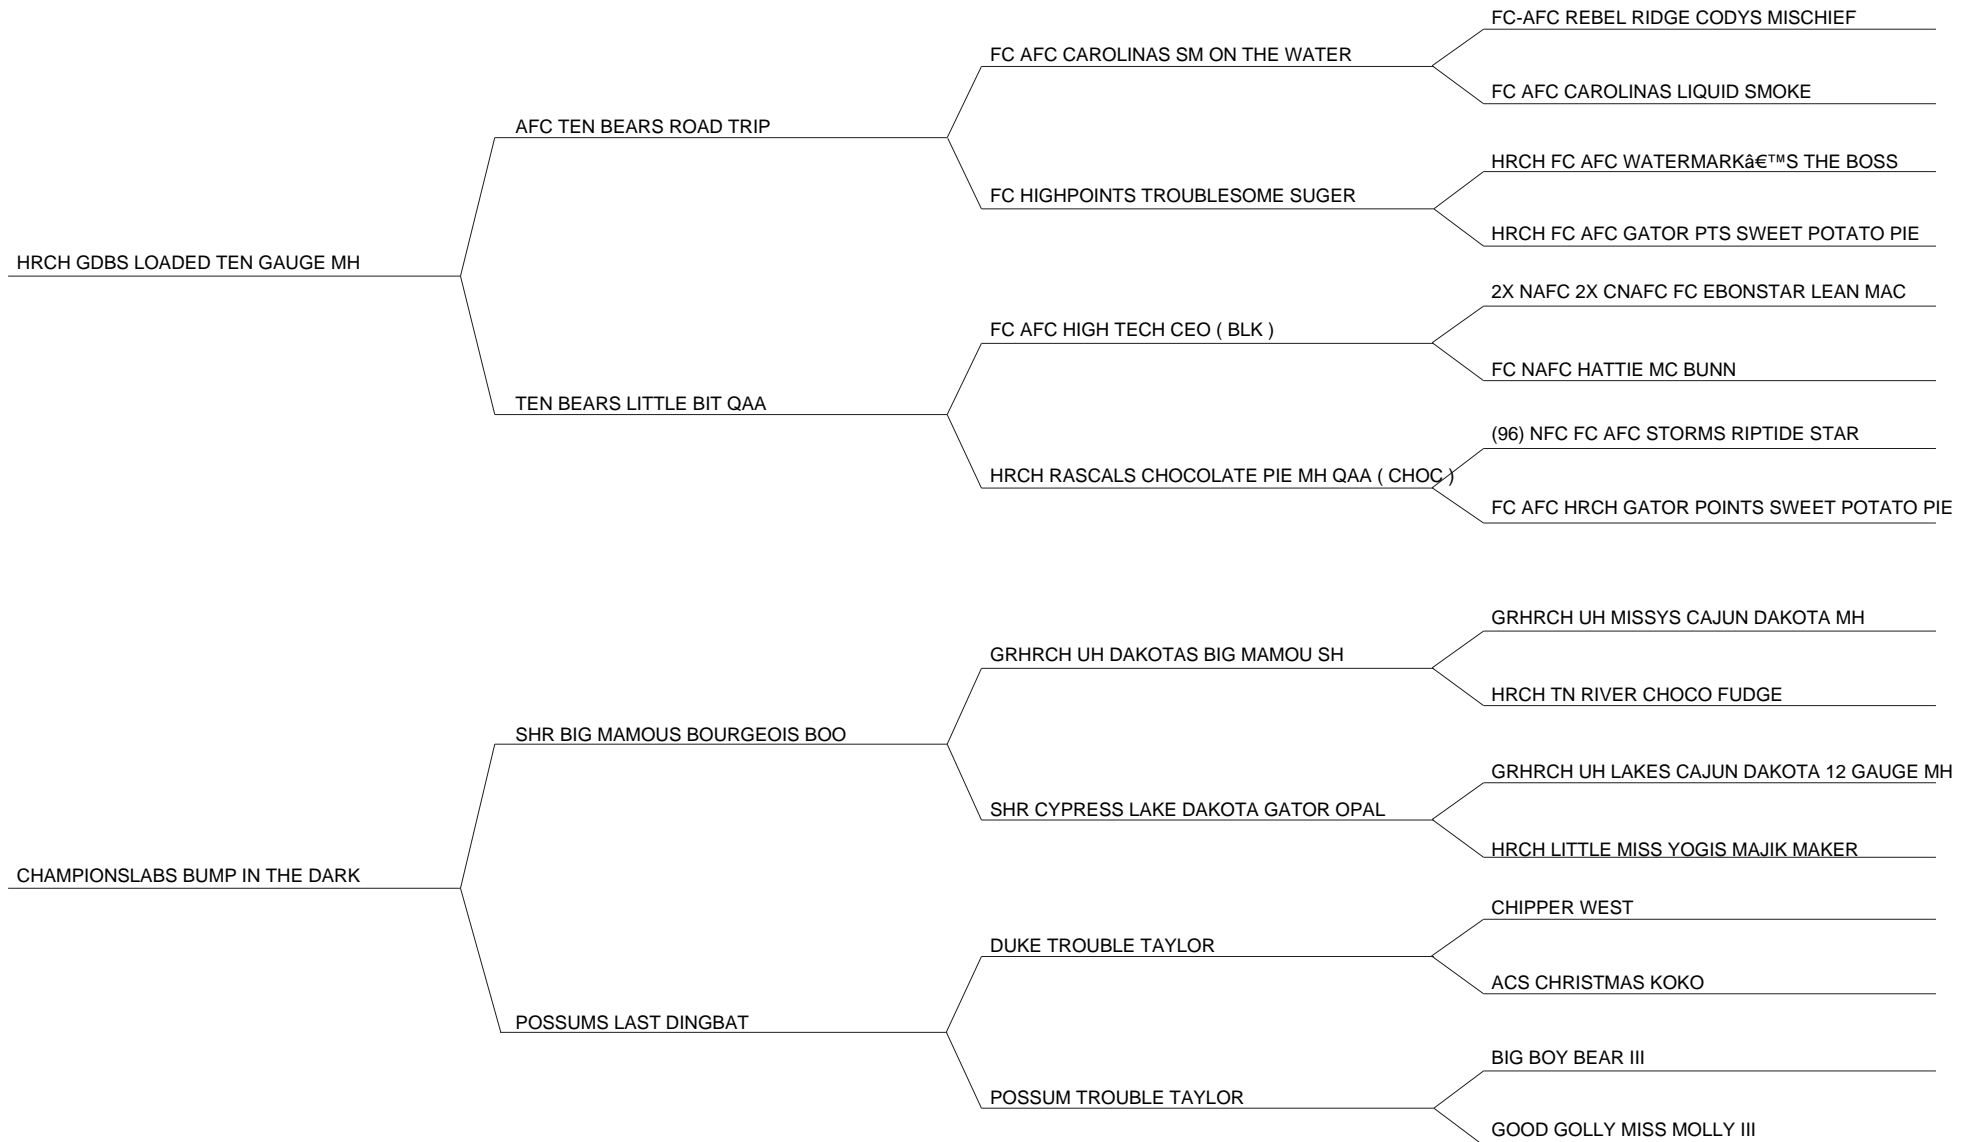 FC-AFC REBEL RIDGE CODYS MISCHIEF
FC AFC CAROLINAS SM ON THE WATER
FC AFC CAROLINAS LIQUID SMOKE
AFC TEN BEARS ROAD TRIP
HRCH FC AFC WATERMARKâ€™S THE BOSS
FC HIGHPOINTS TROUBLESOME SUGER
HRCH FC AFC GATOR PTS SWEET POTATO PIE
HRCH GDBS LOADED TEN GAUGE MH
2X NAFC 2X CNAFC FC EBONSTAR LEAN MAC
FC AFC HIGH TECH CEO ( BLK )
FC NAFC HATTIE MC BUNN
TEN BEARS LITTLE BIT QAA
(96) NFC FC AFC STORMS RIPTIDE STAR
HRCH RASCALS CHOCOLATE PIE MH QAA ( CHOC )
FC AFC HRCH GATOR POINTS SWEET POTATO PIE
GRHRCH UH MISSYS CAJUN DAKOTA MH
GRHRCH UH DAKOTAS BIG MAMOU SH
HRCH TN RIVER CHOCO FUDGE
SHR BIG MAMOUS BOURGEOIS BOO
GRHRCH UH LAKES CAJUN DAKOTA 12 GAUGE MH
SHR CYPRESS LAKE DAKOTA GATOR OPAL
HRCH LITTLE MISS YOGIS MAJIK MAKER
CHAMPIONSLABS BUMP IN THE DARK
CHIPPER WEST
DUKE TROUBLE TAYLOR
ACS CHRISTMAS KOKO
POSSUMS LAST DINGBAT
BIG BOY BEAR III
POSSUM TROUBLE TAYLOR
GOOD GOLLY MISS MOLLY III